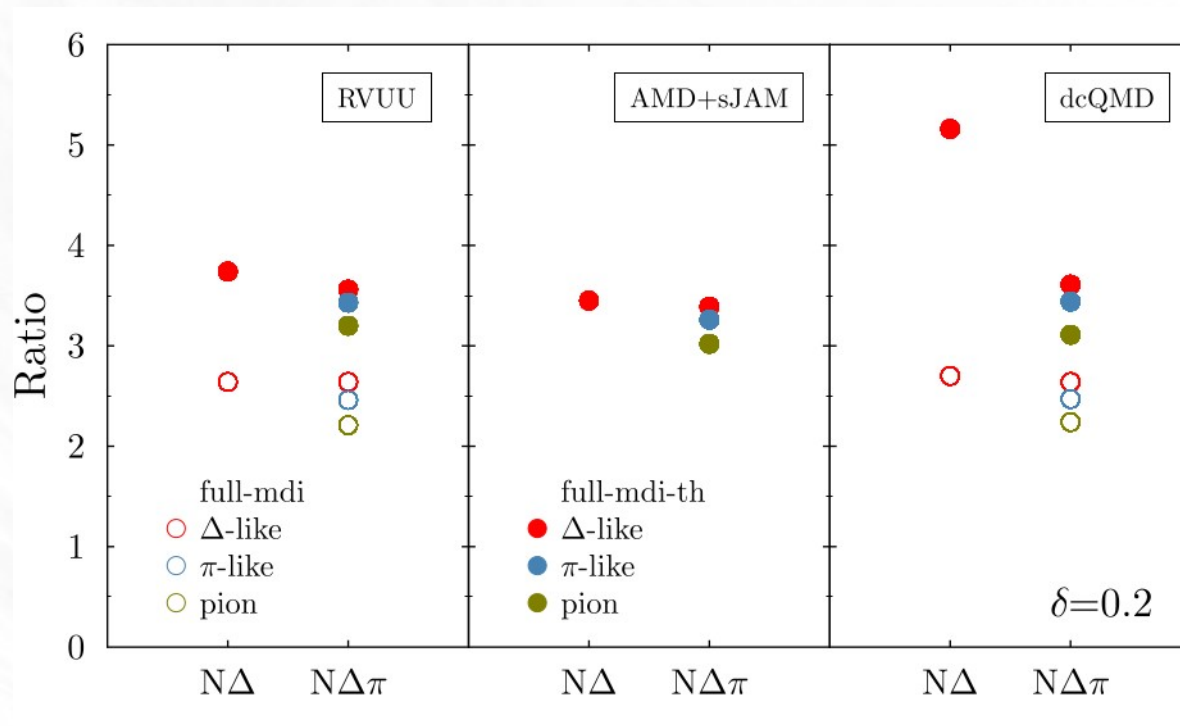 6
5
4
3
2
1
0
Ratio
RVUU
AMD+sJAM
dcQMD
full-mdi
Δ-like
π-like
pion
full-mdi-th
Δ-like
π-like
pion
δ=0.2
NΔ NΔπ NΔ NΔπ NΔ NΔπ